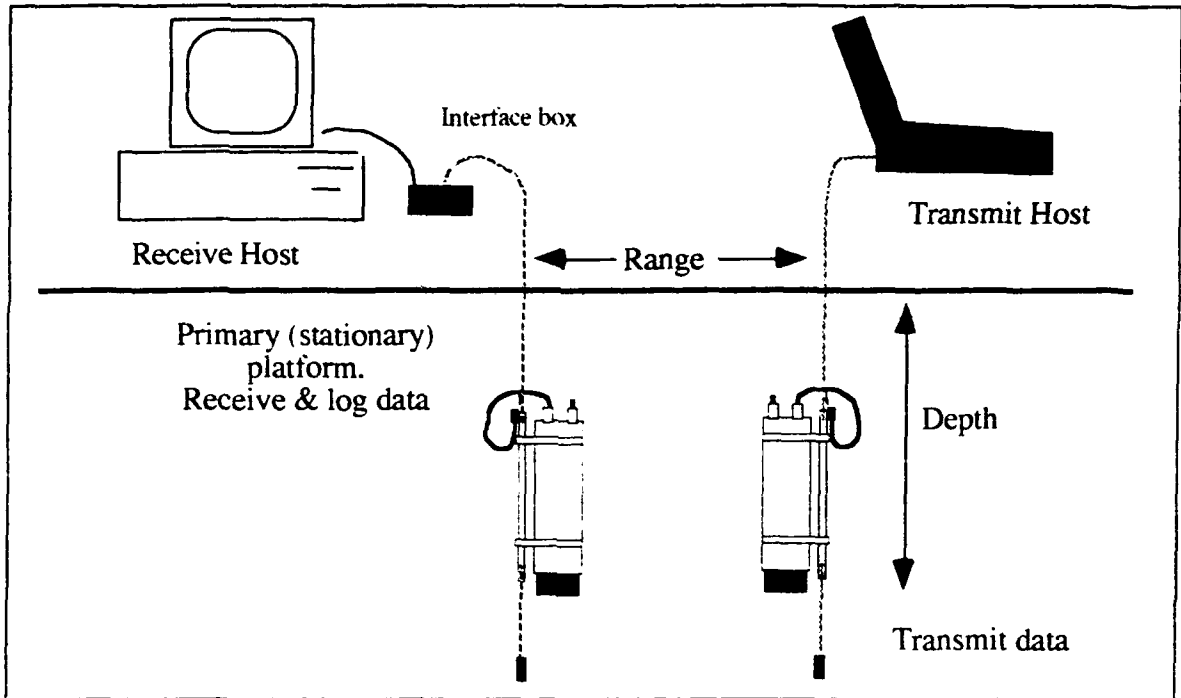 Interface box
Transmit Host
Receive Host
Range
Primary (stationary)
platform.
Receive & log data
Depth
Transmit data